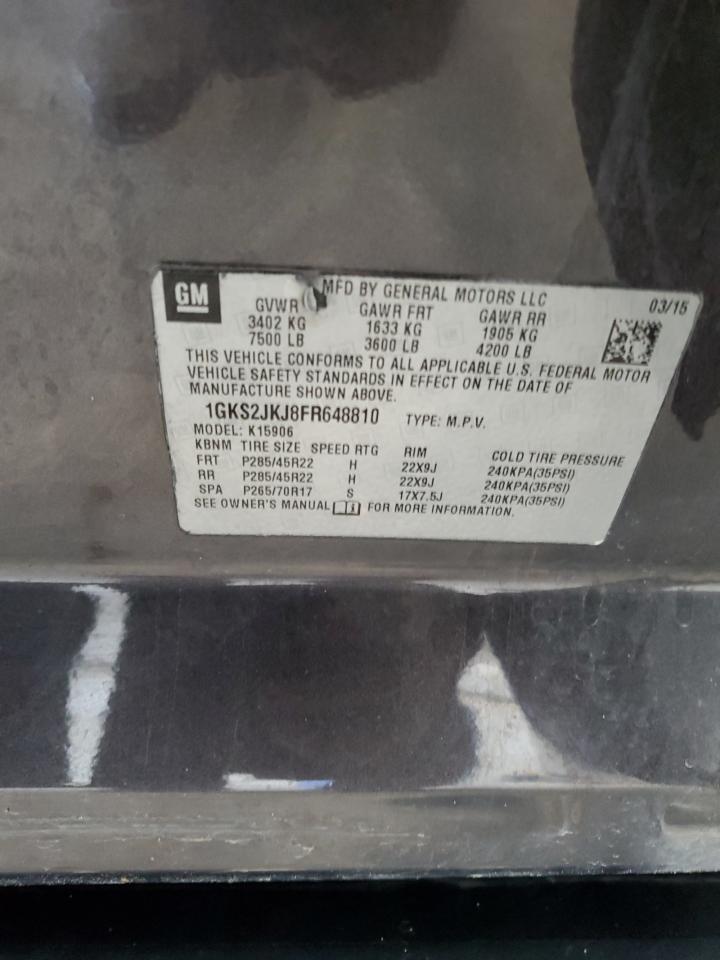 GM MFD BY GENERAL MOTORS LLC 03/15
GVWR GAWR FRT GAWR RR
3402 KG 1633 KG 1905 KG
7500 LB 3600 LB 4200 LB
THIS VEHICLE CONFORMS TO ALL APPLICABLE U.S. FEDERAL MOTOR
VEHICLE SAFETY STANDARDS IN EFFECT ON THE DATE OF
MANUFACTURE SHOWN ABOVE.
1GKS2JKJ8FR648810 TYPE: M.P.V.
MODEL: K15906
KBNM TIRE SIZE SPEED RTG RIM COLD TIRE PRESSURE
FRT P285/45R22 H 22X9J 240KPA(35PSI)
RR P285/45R22 H 22X9J 240KPA(35PSI)
SPA P265/70R17 S 17X7.5J 240KPA(35PSI)
SEE OWNER'S MANUAL FOR MORE INFORMATION.